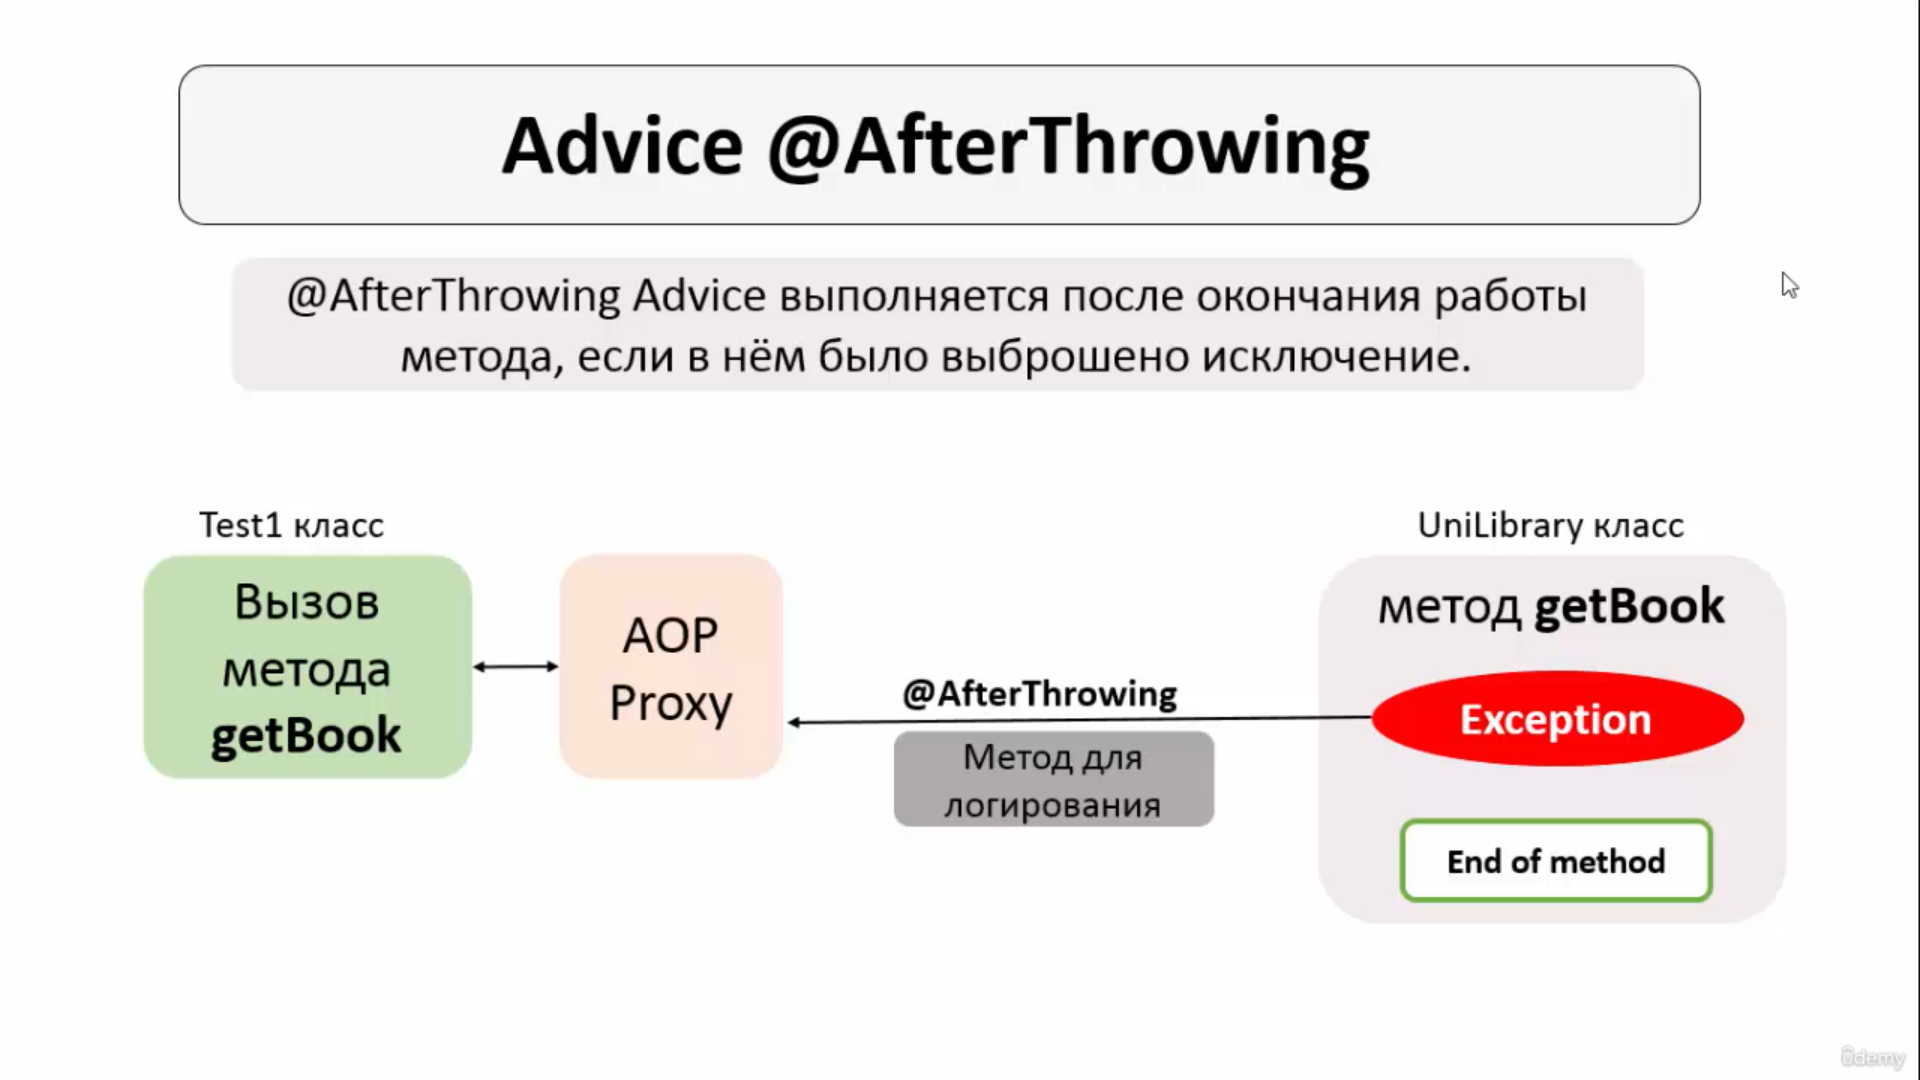 Advice @AfterThrowing
@AfterThrowing Advice выполняется после окончания работы
метода, если в нём было выброшено исключение.
Test1 класс
Вызов
метода
getBook
AOP
Proxy
@AfterThrowing
Метод для
логирования
UniLibrary класс
метод getBook
Exception
End of method
ûdemy